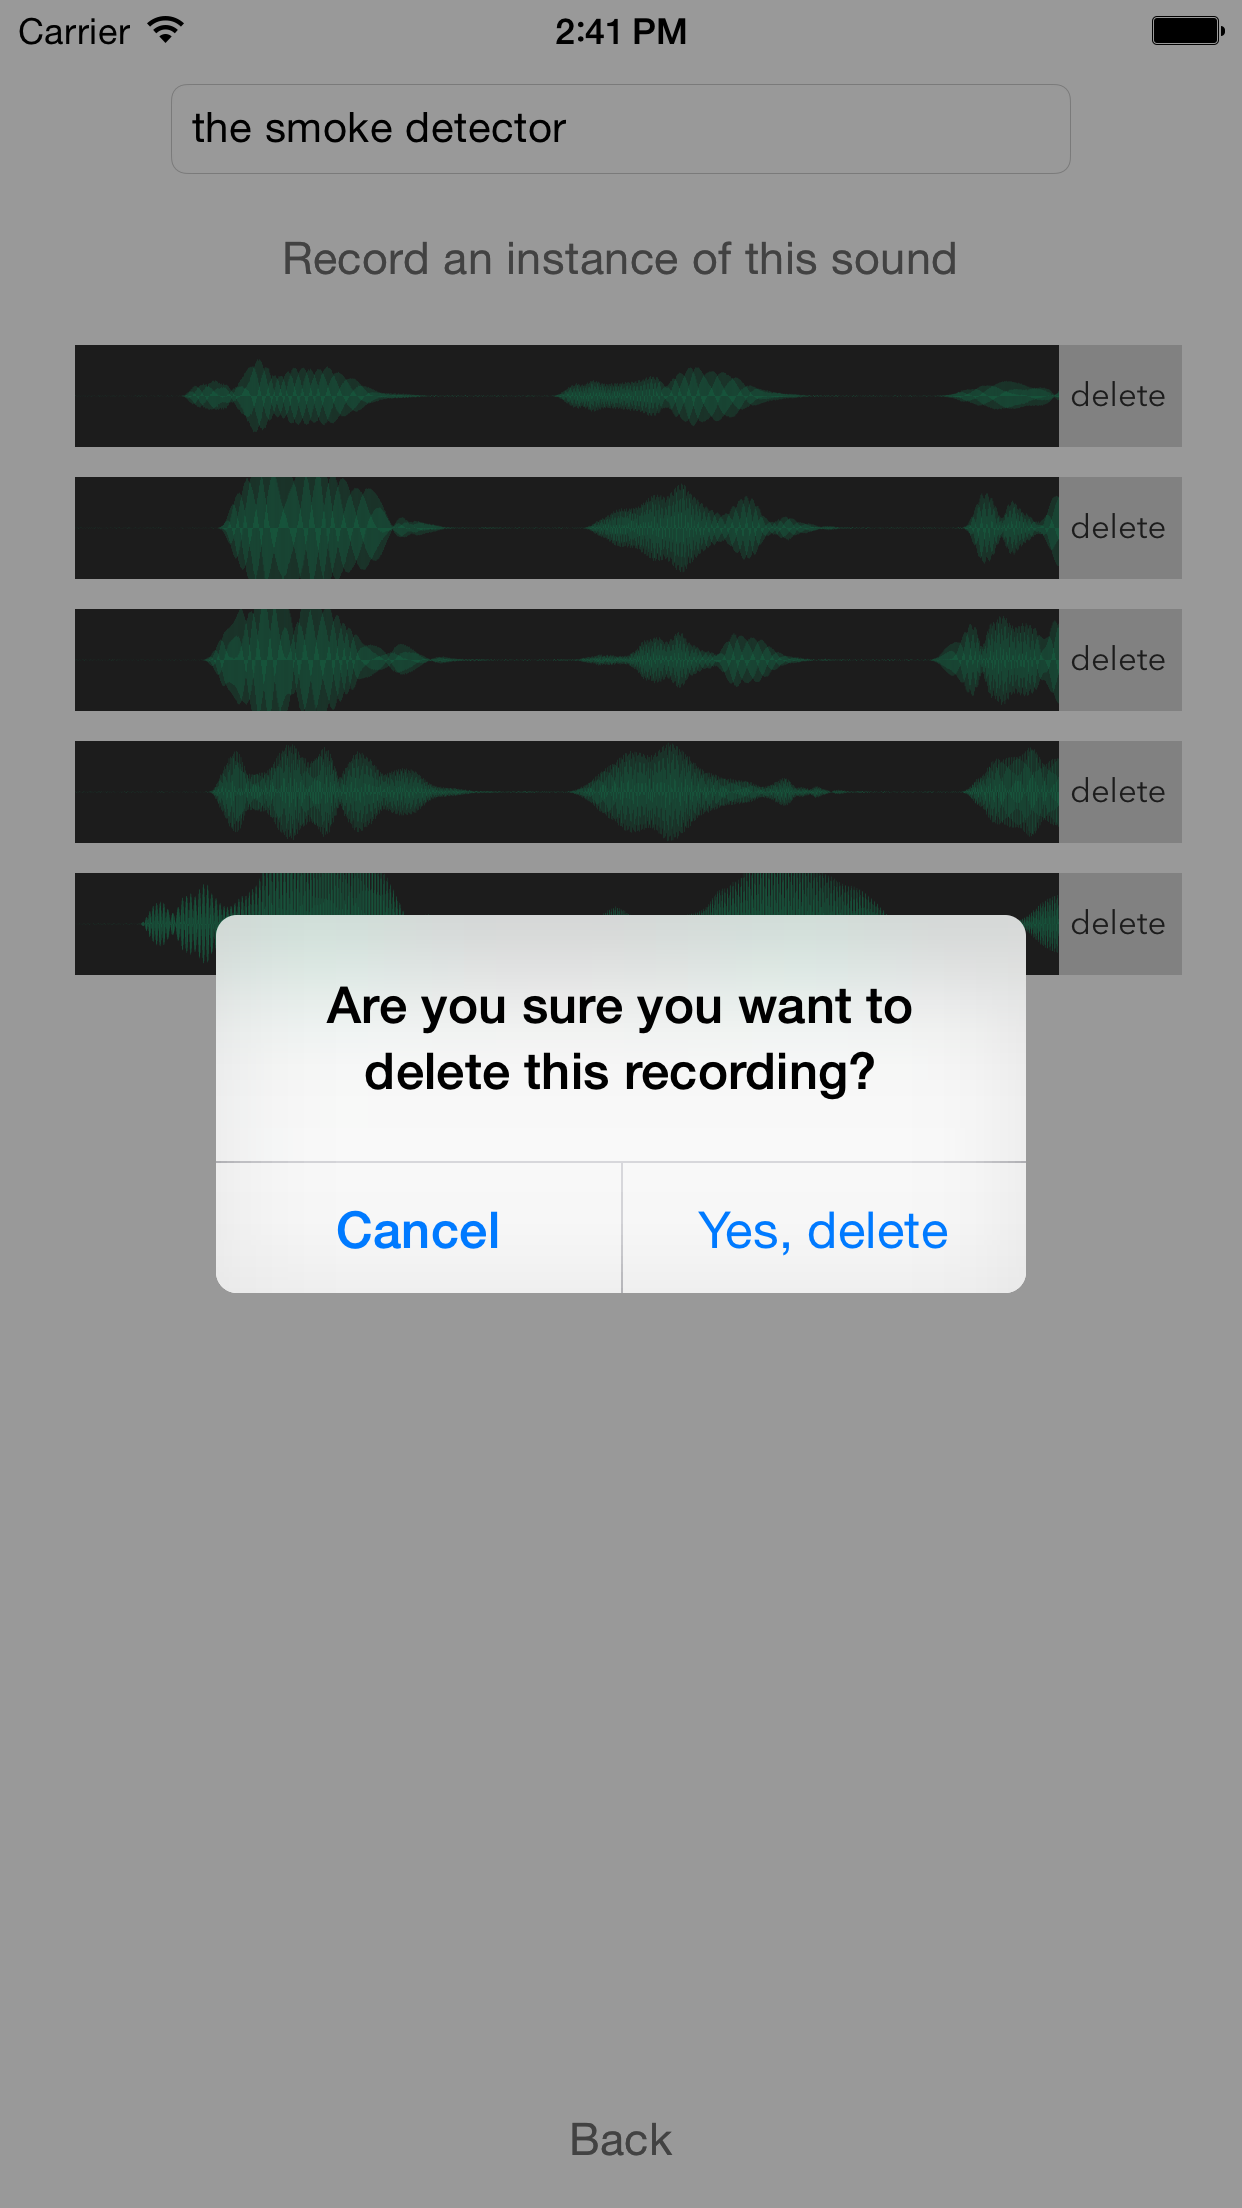 Carrier
2:41 PM
the smoke detector
Record an instance of this sound
delete
delete
delete
delete
delete
Are you sure you want to
delete this recording?
Cancel
Yes, delete
Back